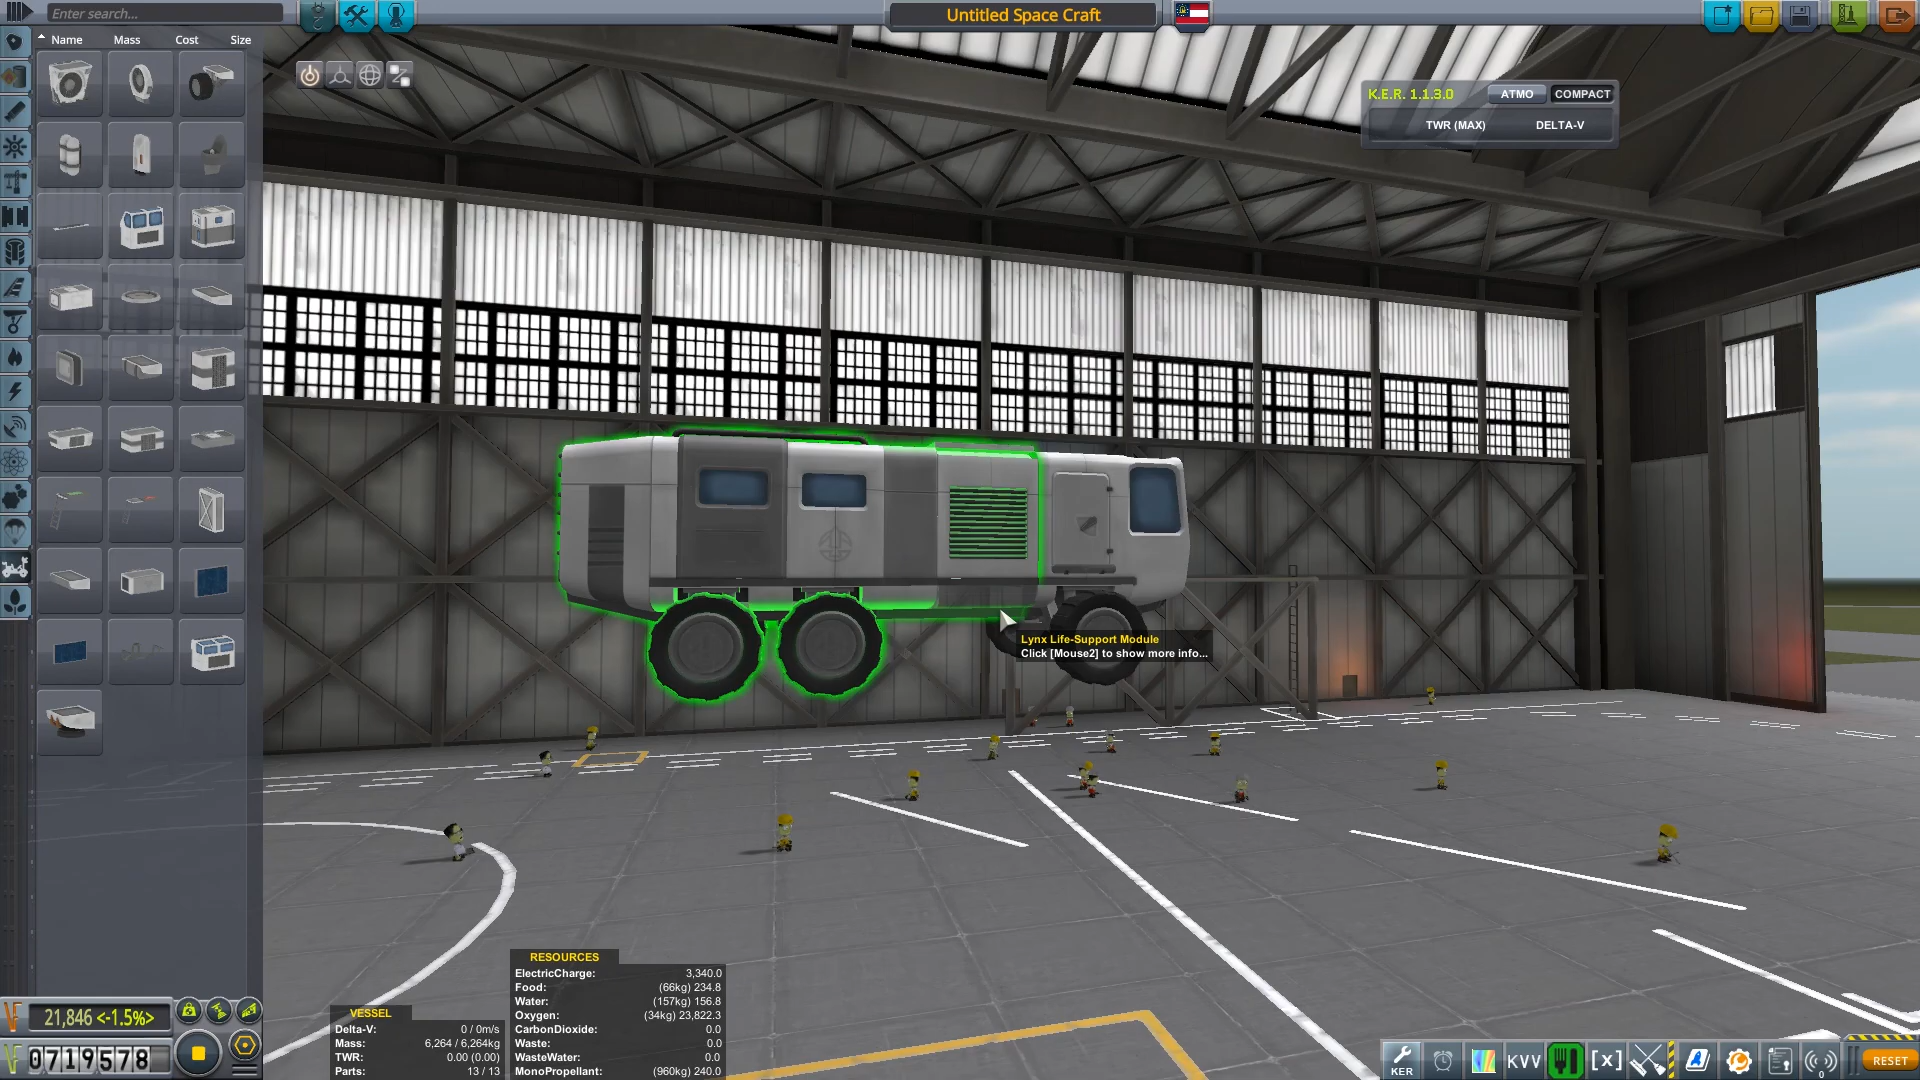 Enter search...
Untitled Space Craft
Name Mass Cost Size
K.E.R. 1.1.3.0 ATMO COMPACT
TWR (MAX) DELTA-V
Lynx Life-Support Module
Click [Mouse2] to show more info...
RESOURCES
ElectricCharge: 3,340.0
Food: (66kg) 234.8
Water: (157kg) 156.8
Oxygen: (34kg) 23,822.3
CarbonDioxide: 0.0
Waste: 0.0
WasteWater: 0.0
MonoPropellant: (960kg) 240.0
VESSEL
Delta-V: 0 / 0m/s
Mass: 6,264 / 6,264kg
TWR: 0.00 (0.00)
Parts: 13 / 13
21,846 <-1.5%>
0719578
KER
KVV
[x]
0
RESET